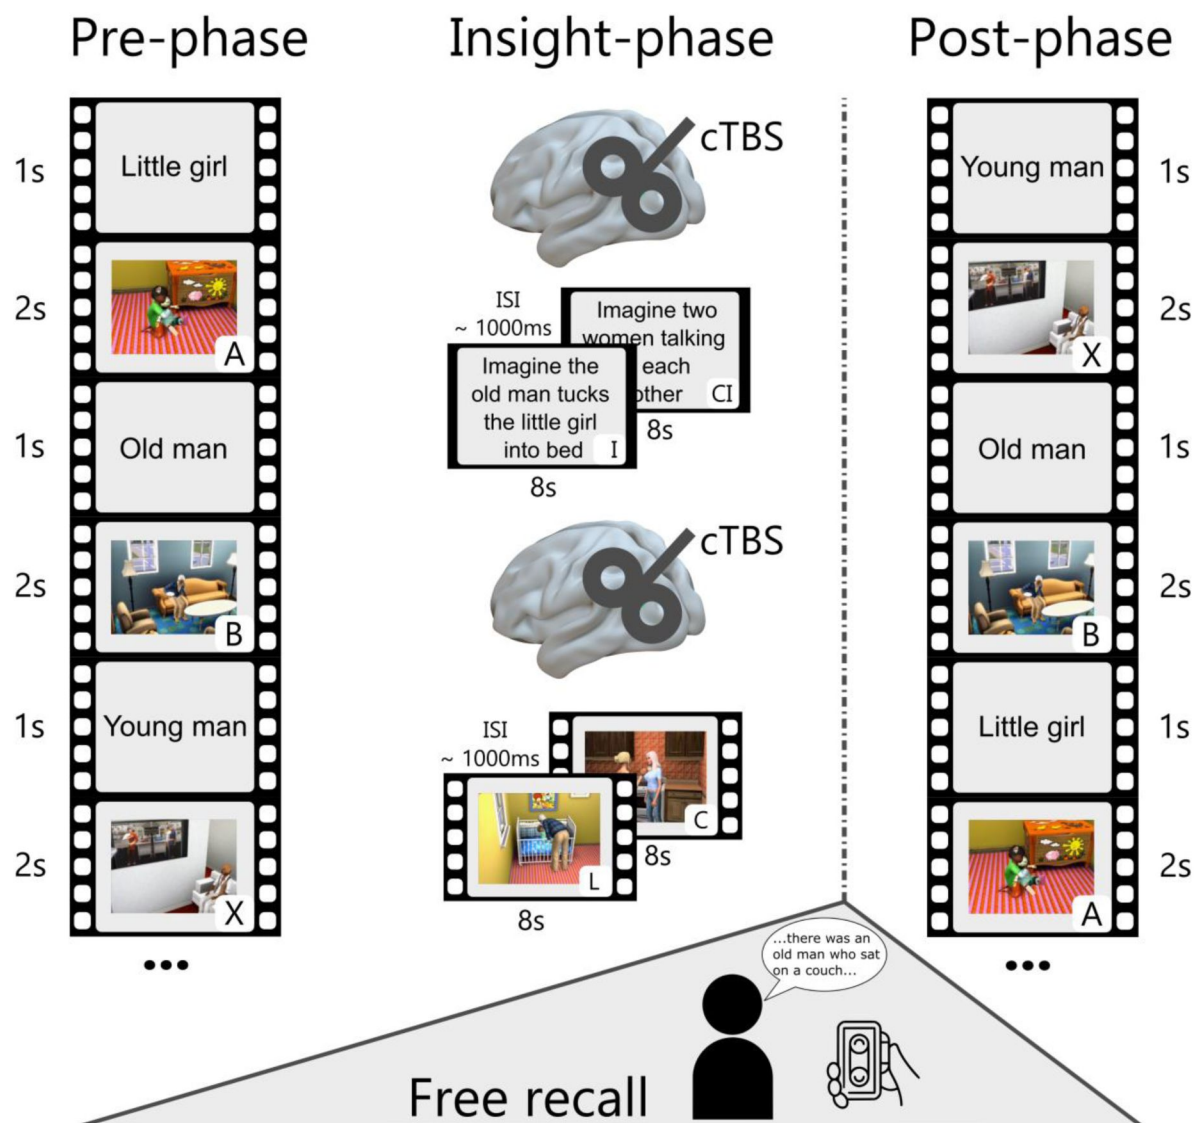 Pre-phase
Insight-phase
Post-phase
1s
Little girl
2s
A
1s
Old man
2s
B
1s
Young man
2s
X
...
cTBS
ISI
~ 1000ms
Imagine two
women talking
each
other
CI
8s
Imagine the
old man tucks
the little girl
into bed
I
8s
cTBS
ISI
~ 1000ms
C
8s
L
8s
Young man
1s
X
2s
Old man
1s
B
2s
Little girl
1s
A
2s
...
...there was an
old man who sat
on a couch...
Free recall